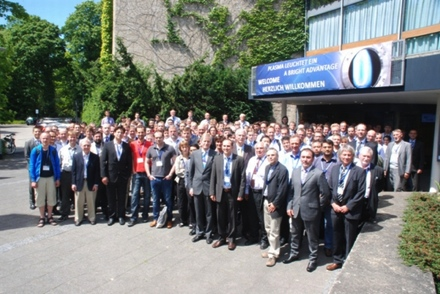 PLASMA LEUCHTET EIN
A BRIGHT ADVANTAGE
WELCOME
HERZLICH WILLKOMMEN